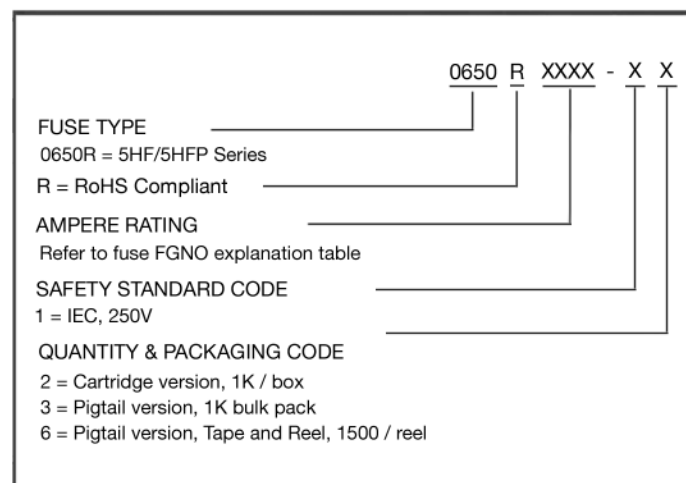 0650 R XXXX - X X
FUSE TYPE
0650R = 5HF/5HFP Series
R = RoHS Compliant
AMPERE RATING
Refer to fuse FGNO explanation table
SAFETY STANDARD CODE
1 = IEC, 250V
QUANTITY & PACKAGING CODE
2 = Cartridge version, 1K / box
3 = Pigtail version, 1K bulk pack
6 = Pigtail version, Tape and Reel, 1500 / reel